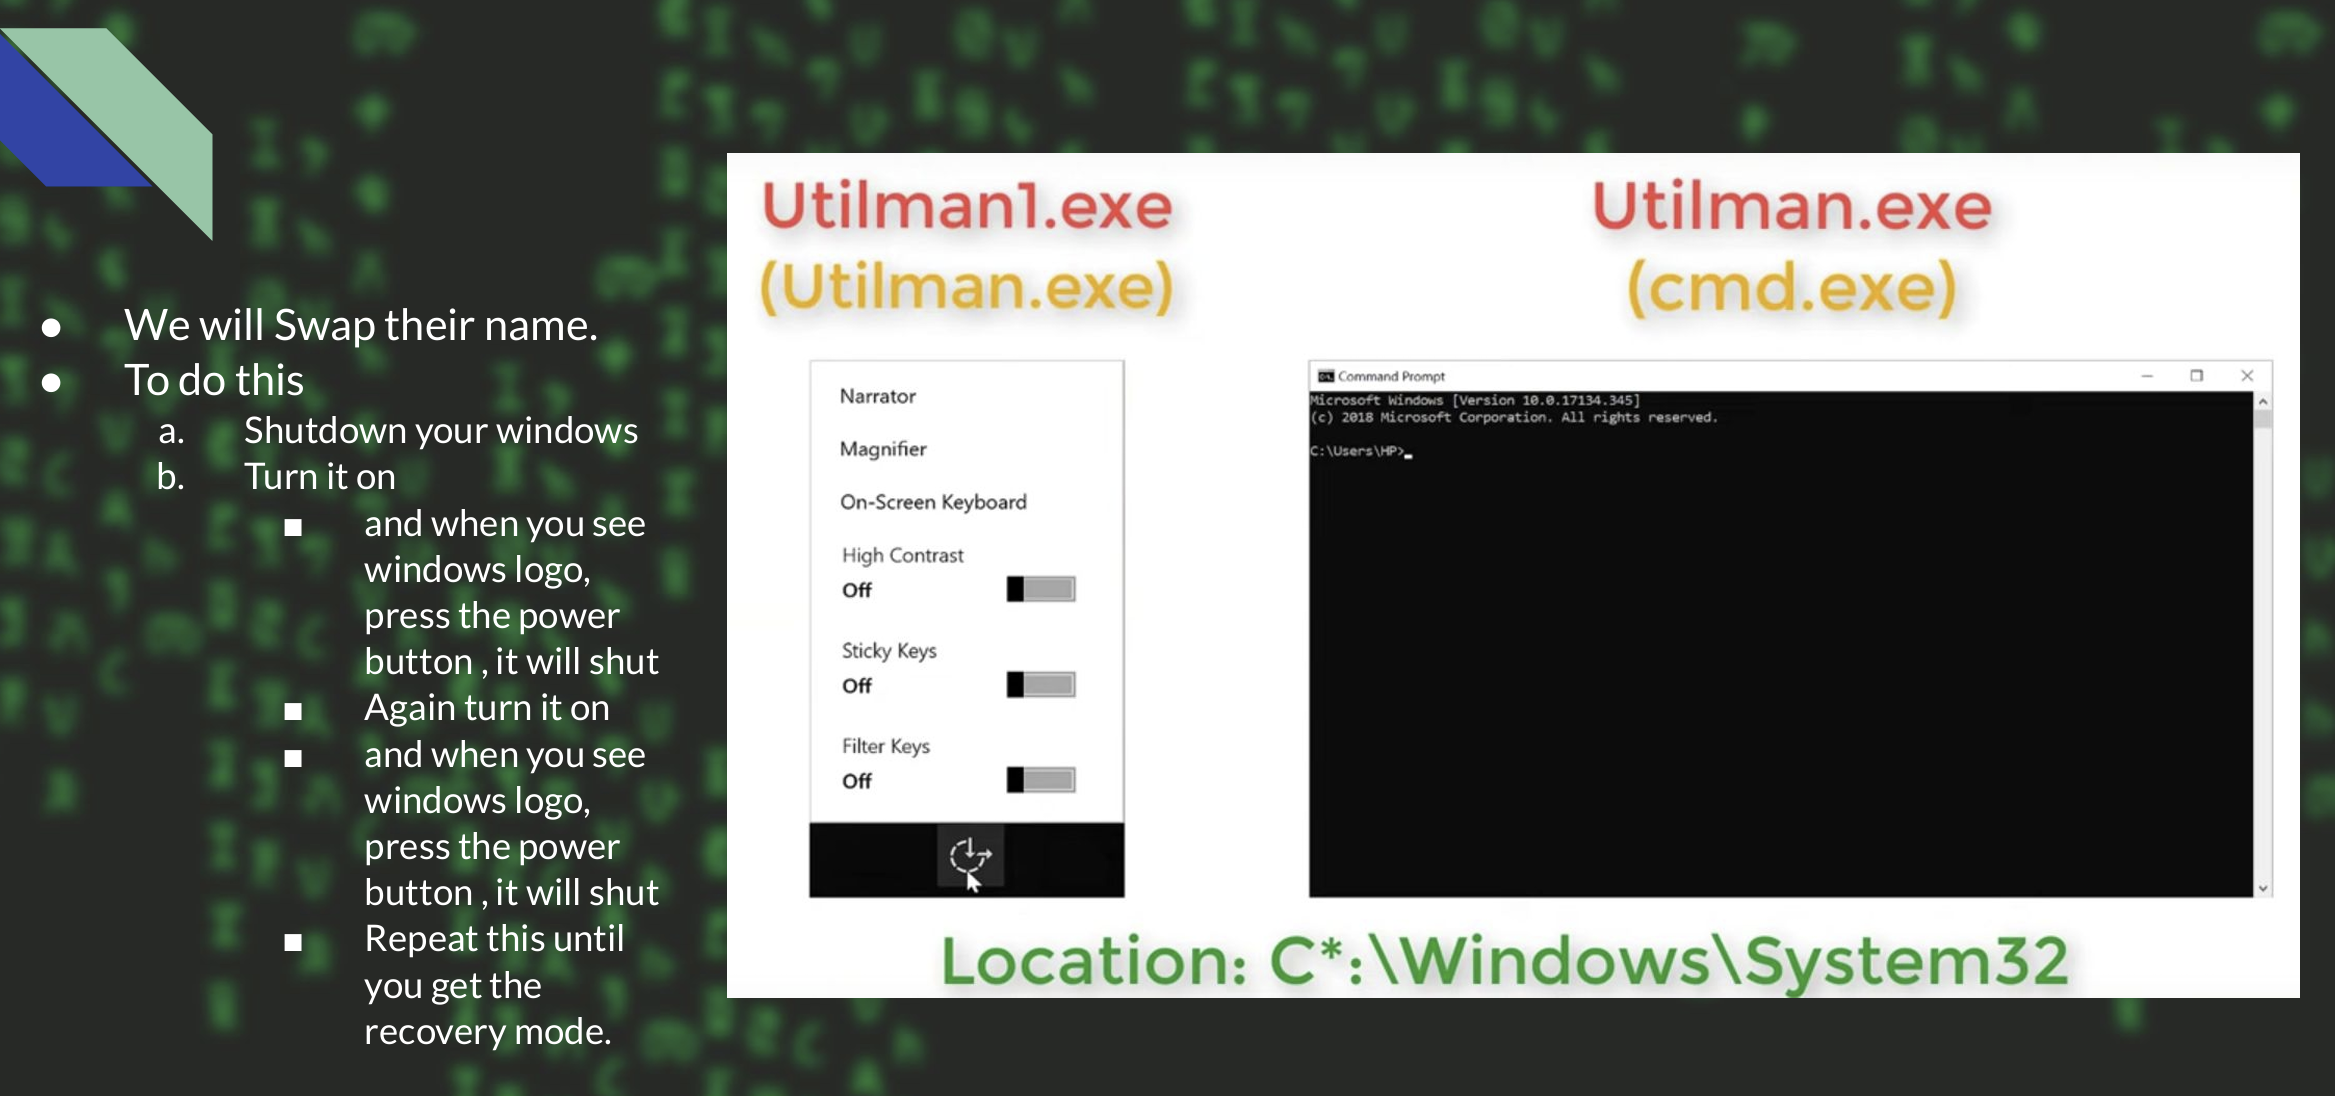 ● We will Swap their name.
● To do this
a. Shutdown your windows
b. Turn it on
■ and when you see
windows logo,
press the power
button , it will shut
■ Again turn it on
■ and when you see
windows logo,
press the power
button , it will shut
■ Repeat this until
you get the
recovery mode.
Utilman1.exe
(Utilman.exe)
Narrator
Magnifier
On-Screen Keyboard
High Contrast
Off
Sticky Keys
Off
Filter Keys
Off
Utilman.exe
(cmd.exe)
Command Prompt
Microsoft Windows [Version 10.0.17134.345]
(c) 2018 Microsoft Corporation. All rights reserved.
C:\Users\HP>
Location: C*:\Windows\System32